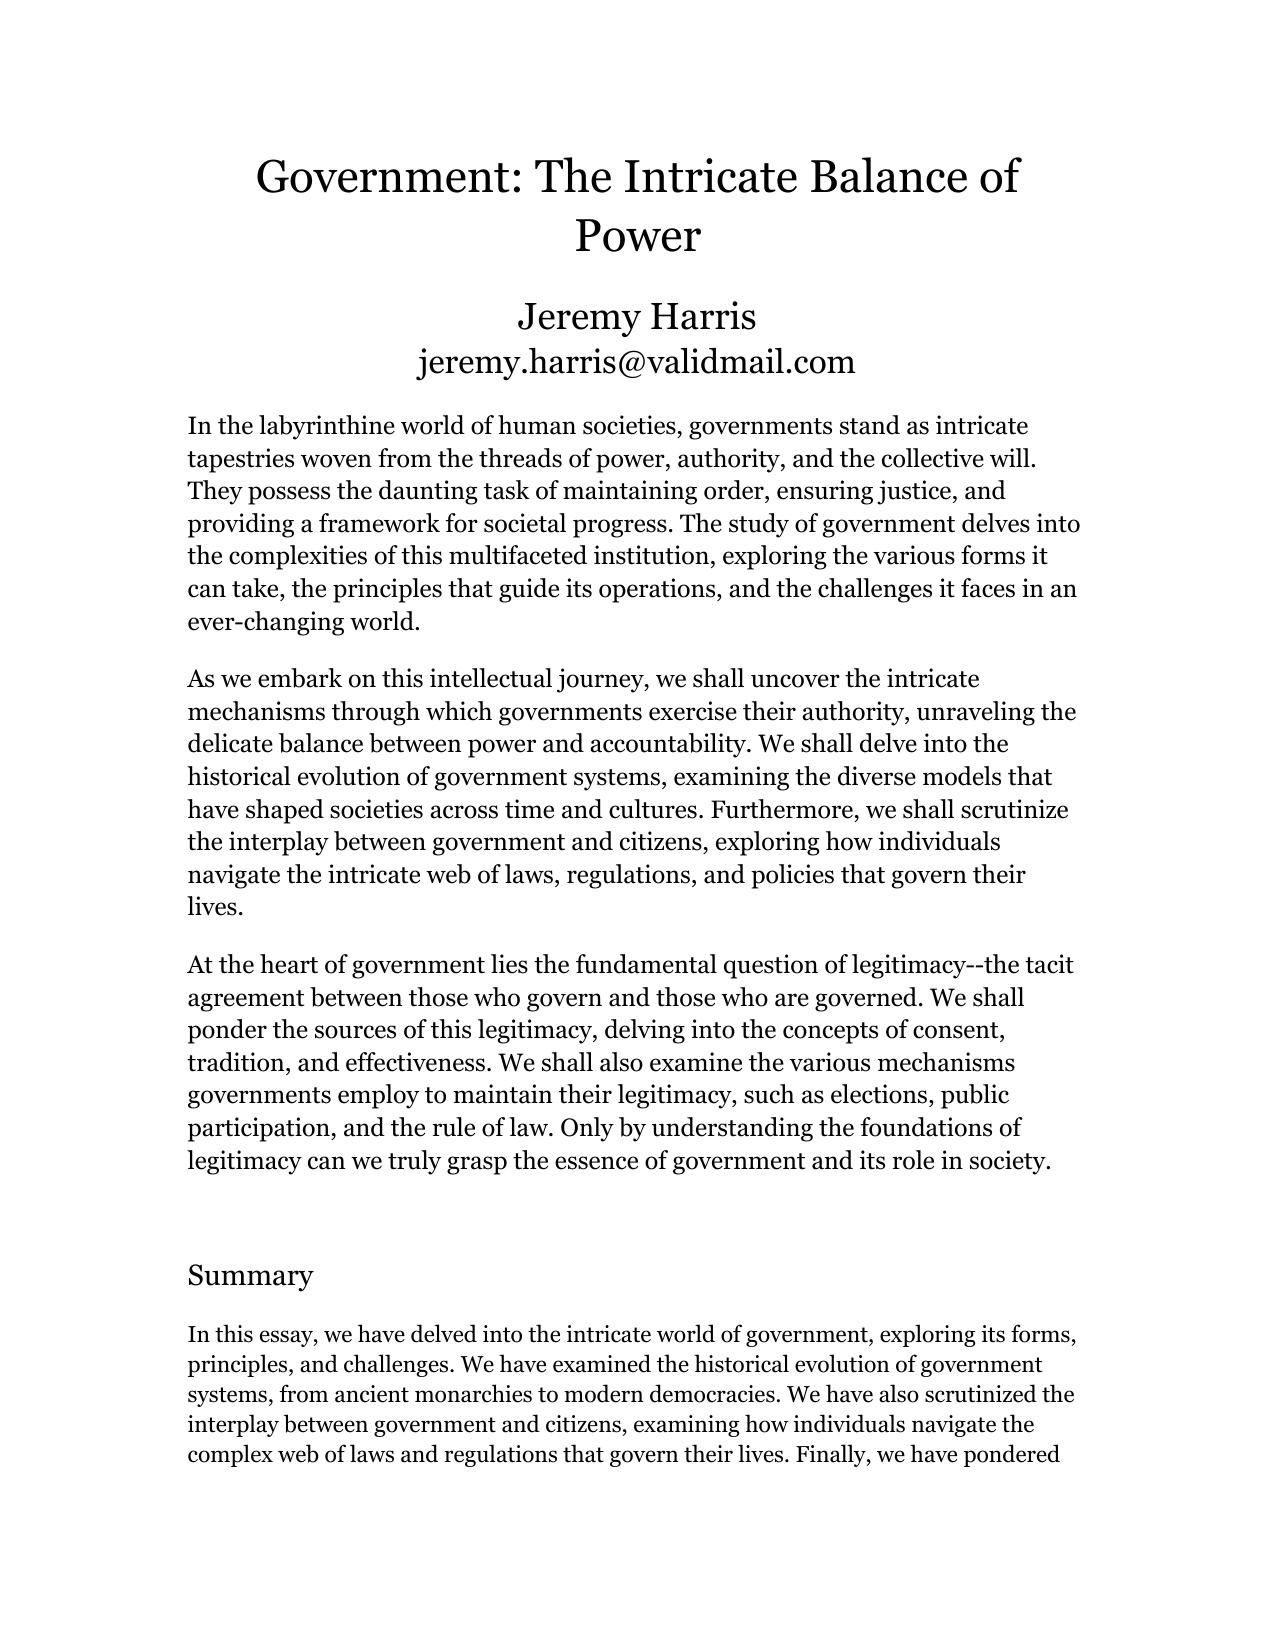 Government: The Intricate Balance of
Power
Jeremy Harris
jeremy.harris@validmail.com
In the labyrinthine world of human societies, governments stand as intricate
tapestries woven from the threads of power, authority, and the collective will.
They possess the daunting task of maintaining order, ensuring justice, and
providing a framework for societal progress. The study of government delves into
the complexities of this multifaceted institution, exploring the various forms it
can take, the principles that guide its operations, and the challenges it faces in an
ever-changing world.
As we embark on this intellectual journey, we shall uncover the intricate
mechanisms through which governments exercise their authority, unraveling the
delicate balance between power and accountability. We shall delve into the
historical evolution of government systems, examining the diverse models that
have shaped societies across time and cultures. Furthermore, we shall scrutinize
the interplay between government and citizens, exploring how individuals
navigate the intricate web of laws, regulations, and policies that govern their
lives.
At the heart of government lies the fundamental question of legitimacy--the tacit
agreement between those who govern and those who are governed. We shall
ponder the sources of this legitimacy, delving into the concepts of consent,
tradition, and effectiveness. We shall also examine the various mechanisms
governments employ to maintain their legitimacy, such as elections, public
participation, and the rule of law. Only by understanding the foundations of
legitimacy can we truly grasp the essence of government and its role in society.
Summary
In this essay, we have delved into the intricate world of government, exploring its forms,
principles, and challenges. We have examined the historical evolution of government
systems, from ancient monarchies to modern democracies. We have also scrutinized the
interplay between government and citizens, examining how individuals navigate the
complex web of laws and regulations that govern their lives. Finally, we have pondered